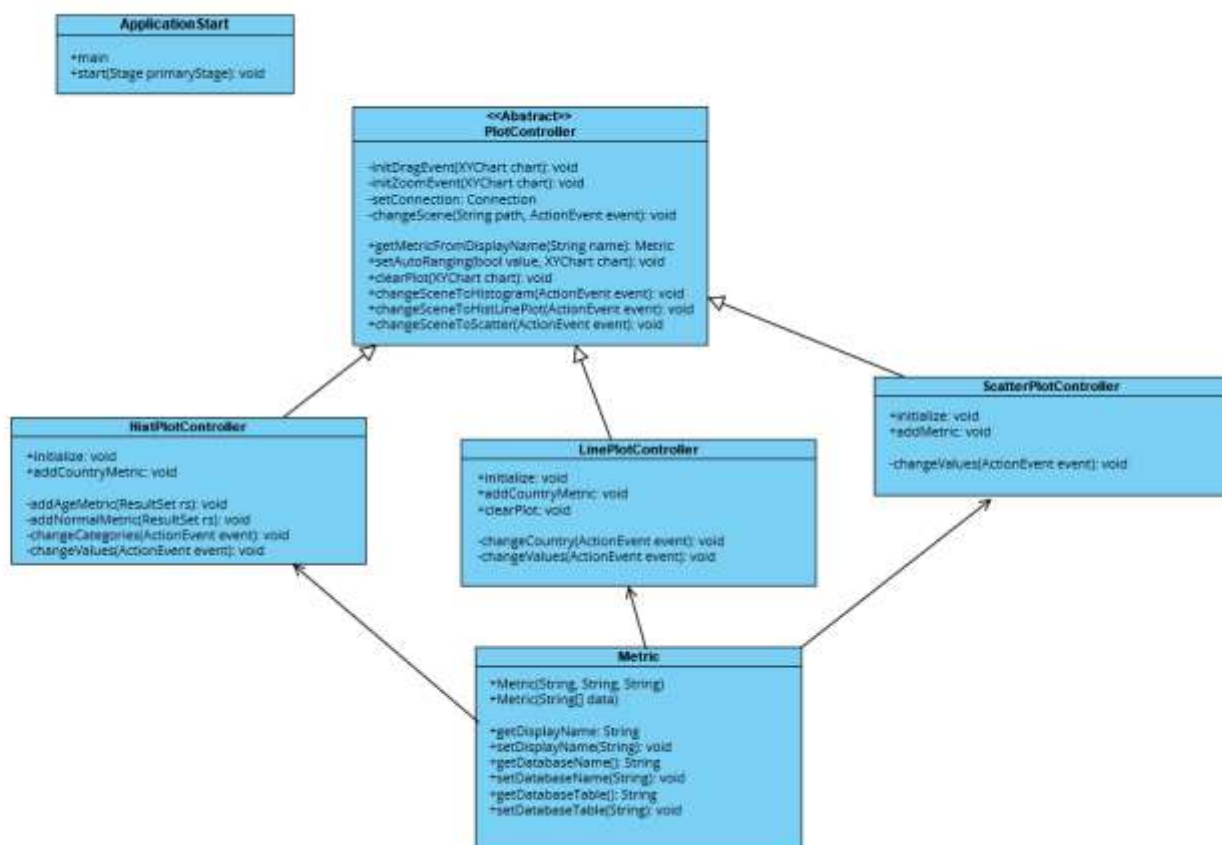 ApplicationStart
+main
+start(Stage primaryStage): void
<<Abstract>>
PlotController
-initDragEvent(XYChart chart): void
-initZoomEvent(XYChart chart): void
-setConnection: Connection
-changeScene(String path, ActionEvent event): void
+getMetricFromDisplayName(String name): Metric
+setAutoRanging(bool value, XYChart chart): void
+clearPlot(XYChart chart): void
+changeSceneToHistogram(ActionEvent event): void
+changeSceneToHistLinePlot(ActionEvent event): void
+changeSceneToScatter(ActionEvent event): void
HistPlotController
+initialize: void
+addCountryMetric: void
-addAgeMetric(ResultSet rs): void
-addNormalMetric(ResultSet rs): void
-changeCategories(ActionEvent event): void
-changeValues(ActionEvent event): void
LinePlotController
+initialize: void
+addCountryMetric: void
+clearPlot: void
-changeCountry(ActionEvent event): void
-changeValues(ActionEvent event): void
ScatterPlotController
+initialize: void
+addMetric: void
-changeValues(ActionEvent event): void
Metric
+Metric(String, String, String)
+Metric(String[] data)
+getDisplayName: String
+setDisplayName(String): void
+getDatabaseName(): String
+setDatabaseName(String): void
+getDatabaseTable(): String
+setDatabaseTable(String): void